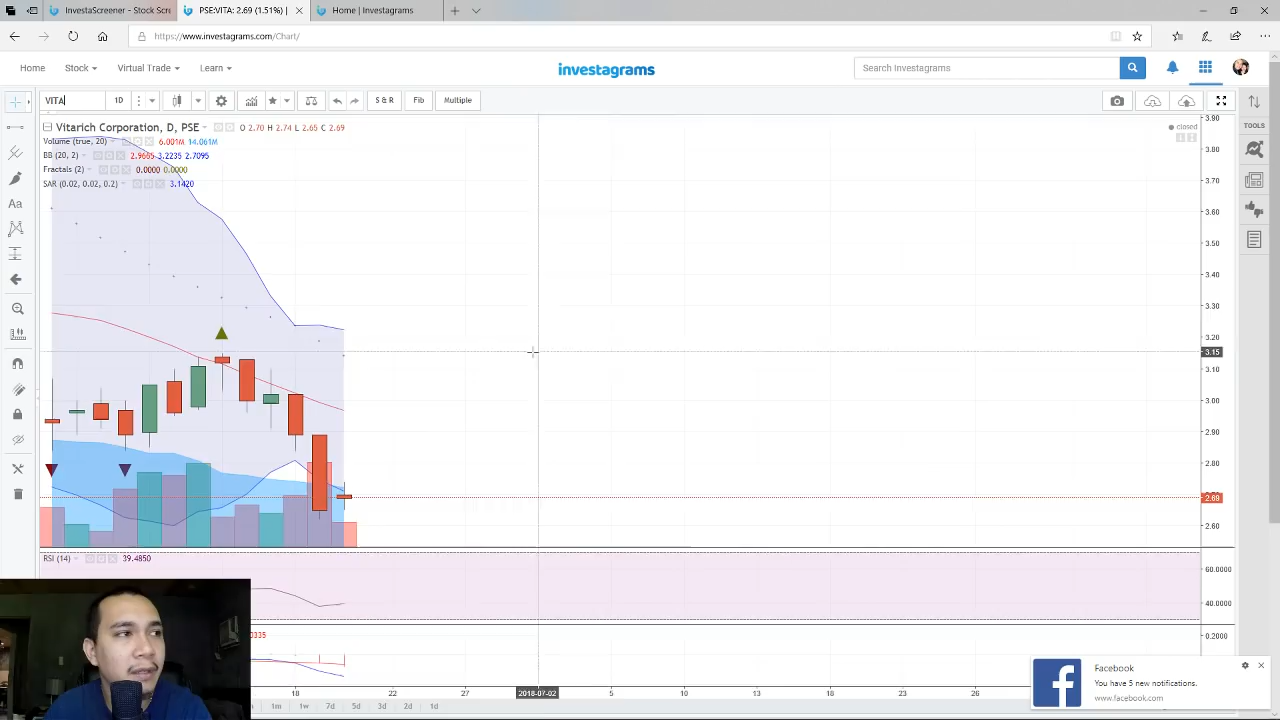 InvestaScreener - Stock Scr
PSE:VITA: 2.69 (1.51%) |
Home | Investagrams
https://www.investagrams.com/Chart/
Home
Stock
Virtual Trade
Learn
investagrams
Search Investagrams
VITA
1D
S & R
Fib
Multiple
Vitarich Corporation, D, PSE
O 2.70 H 2.74 L 2.65 C 2.69
Volume (true, 20) 6.001M 14.061M
BB (20, 2) 2.9665 3.2235 2.7095
Fractals (2) 0.0000 0.0000
SAR (0.02, 0.02, 0.2) 3.1420
closed
TOOLS
Aa
3.90
3.80
3.70
3.60
3.50
3.40
3.30
3.20
3.15
3.10
3.00
2.90
2.80
2.69
2.60
RSI (14) 39.4850
60.0000
40.0000
0335
0.2000
18
22
27
2018-07-02
5
10
13
18
23
26
1m
7d
5d
3d
2d
1d
Facebook
You have 5 new notifications.
www.facebook.com